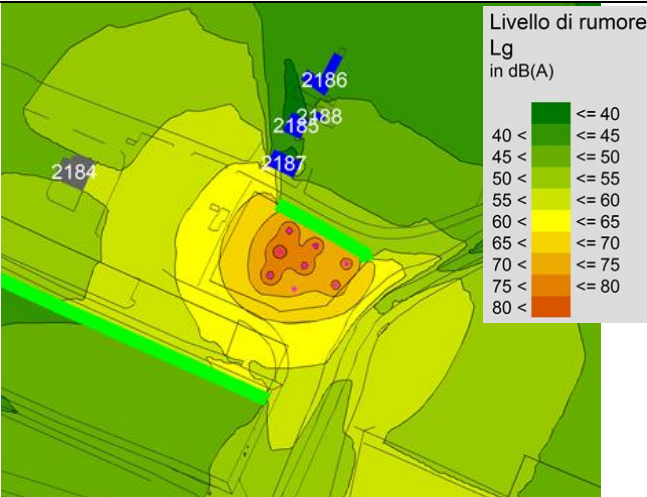 Livello di rumore
Lg
in dB(A)
<= 40
40 < <= 45
45 < <= 50
50 < <= 55
55 < <= 60
60 < <= 65
65 < <= 70
70 < <= 75
75 < <= 80
80 <
2186
2188
2185
2187
2184